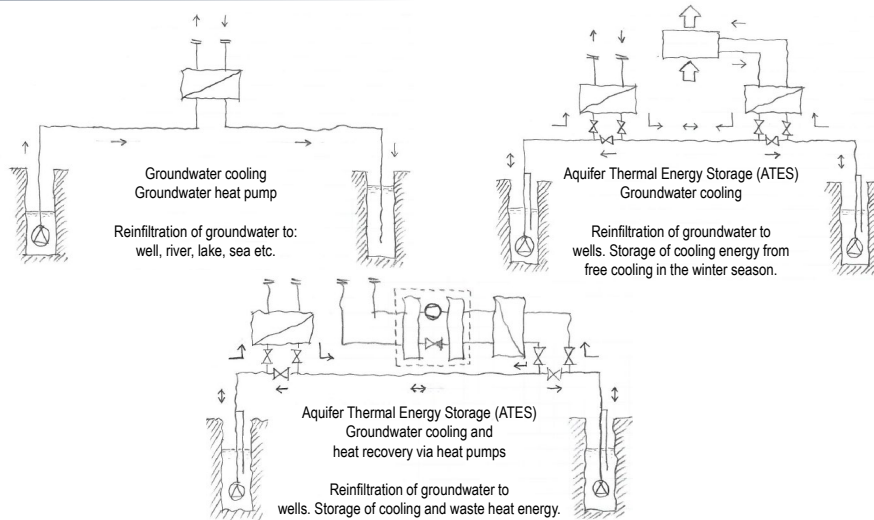 Groundwater cooling
Groundwater heat pump
Reinfiltration of groundwater to:
well, river, lake, sea etc.
Aquifer Thermal Energy Storage (ATES)
Groundwater cooling
Reinfiltration of groundwater to
wells. Storage of cooling energy from
free cooling in the winter season.
Aquifer Thermal Energy Storage (ATES)
Groundwater cooling and
heat recovery via heat pumps
Reinfiltration of groundwater to
wells. Storage of cooling and waste heat energy.